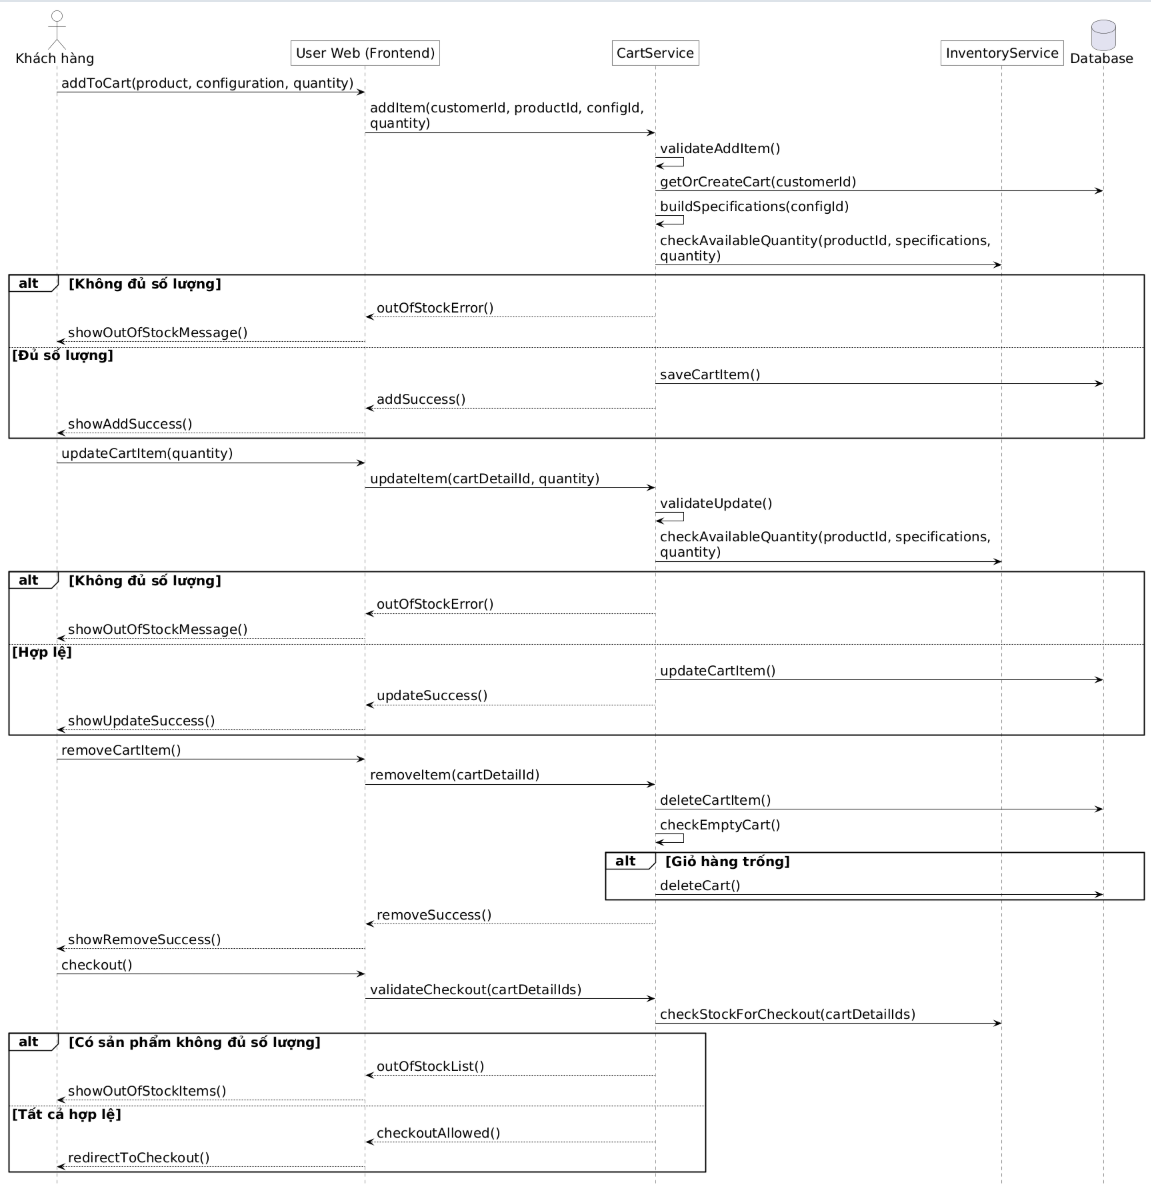 Khách hàng
User Web (Frontend)
CartService
InventoryService
Database
addToCart(product, configuration, quantity)
addItem(customerId, productId, configId,
quantity)
validateAddItem()
getOrCreateCart(customerId)
buildSpecifications(configId)
checkAvailableQuantity(productId, specifications,
quantity)
alt [Không đủ số lượng]
outOfStockError()
showOutOfStockMessage()
[Đủ số lượng]
saveCartItem()
addSuccess()
showAddSuccess()
updateCartItem(quantity)
updateItem(cartDetailId, quantity)
validateUpdate()
checkAvailableQuantity(productId, specifications,
quantity)
alt [Không đủ số lượng]
outOfStockError()
showOutOfStockMessage()
[Hợp lệ]
updateCartItem()
updateSuccess()
showUpdateSuccess()
removeCartItem()
removeItem(cartDetailId)
deleteCartItem()
checkEmptyCart()
alt [Giỏ hàng trống]
deleteCart()
removeSuccess()
showRemoveSuccess()
checkout()
validateCheckout(cartDetailIds)
checkStockForCheckout(cartDetailIds)
alt [Có sản phẩm không đủ số lượng]
outOfStockList()
showOutOfStockItems()
[Tất cả hợp lệ]
checkoutAllowed()
redirectToCheckout()